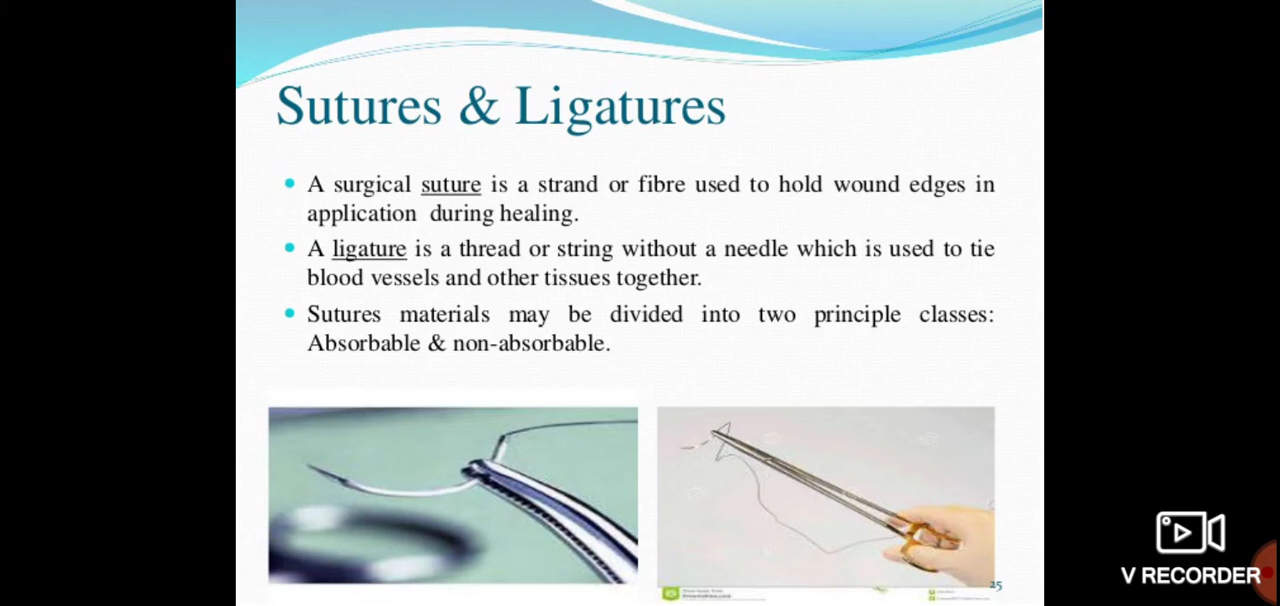 Sutures & Ligatures
A surgical suture is a strand or fibre used to hold wound edges in
application during healing.
A ligature is a thread or string without a needle which is used to tie
blood vessels and other tissues together.
Sutures materials may be divided into two principle classes:
Absorbable & non-absorbable.
25
V RECORDER